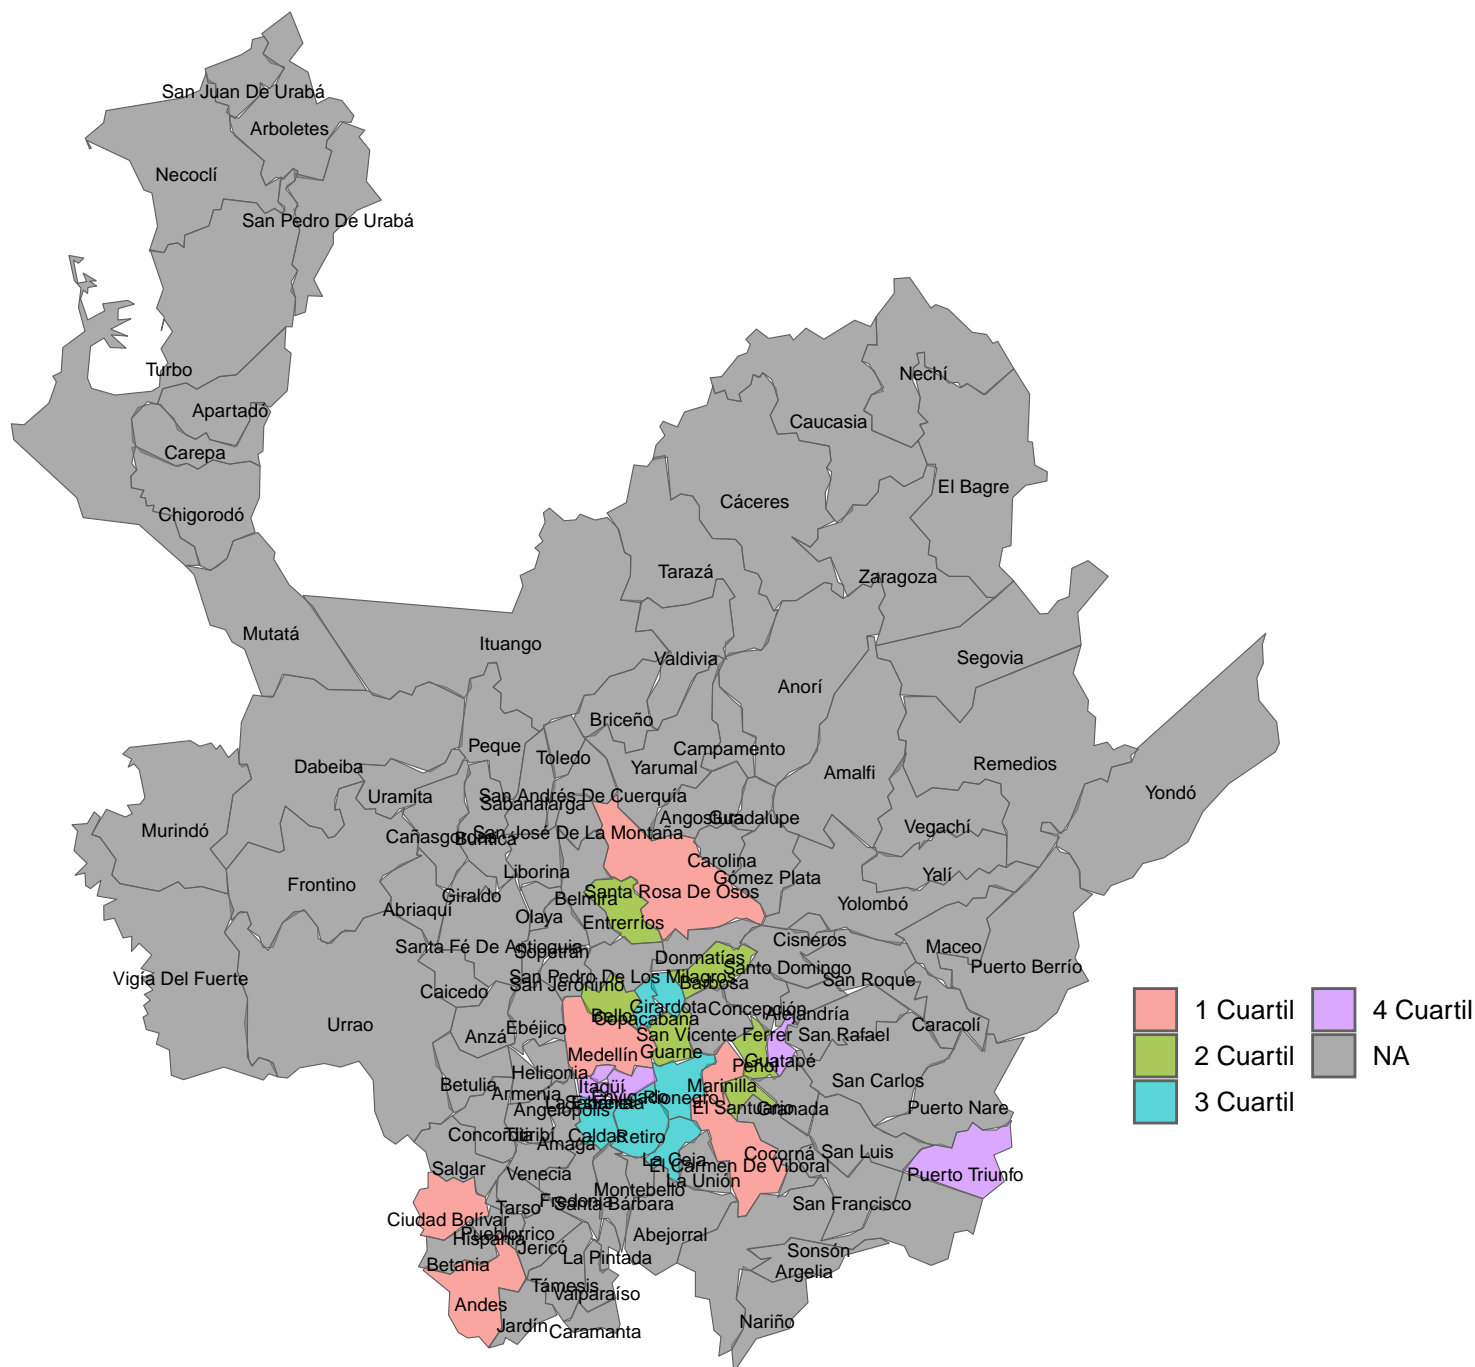 San Juan De Urabá
Arboletes
Necoclí
San Pedro De Urabá
Turbo
Apartadó
Carepa
Chigorodó
Mutatá
Nechí
Caucasia
El Bagre
Cáceres
Tarazá
Zaragoza
Ituango
Valdivia
Segovia
Anorí
Briceño
Peque
Toledo
Campamento
Yarumal
Dabeiba
Amalfi
Remedios
Yondó
Uramita
San Andrés De Cuerquía
Sabanalarga
Angostura
Guadalupe
Vegachí
Murindó
Cañasgordas
Buriticá
San José De La Montaña
Carolina
Gómez Plata
Yalí
Liborina
Frontino
Giraldo
Belmira
Santa Rosa De Osos
Yolombó
Abriaquí
Olaya
Entrerríos
Cisneros
Maceo
Santa Fé De Antioquia
Sopetrán
Donmatías
Santo Domingo
Puerto Berrío
Vigía Del Fuerte
San Pedro De Los Milagros
San Jerónimo
Barbosa
San Roque
Caicedo
Girardota
Concepción
Alejandría
Bello
Copacabana
Urrao
Ebéjico
Anzá
San Vicente Ferrer
San Rafael
Caracolí
Medellín
Guarne
Peñol
Guatapé
Heliconia
Itagüí
Marinilla
San Carlos
Betulia
Armenia
Envigado
La Estrella
Sabaneta
Rionegro
Angelópolis
El Santuario
Granada
Puerto Nare
Concordia
Titiribí
Amagá
Caldas
Retiro
Cocorná
San Luis
La Ceja
El Carmen De Viboral
Salgar
Venecia
La Unión
Puerto Triunfo
Montebello
Fredonia
Santa Bárbara
Tarso
San Francisco
Ciudad Bolívar
Pueblorrico
Hispania
Abejorral
Jericó
La Pintada
Sonsón
Betania
Argelia
Támesis
Valparaíso
Andes
Jardín
Caramanta
Nariño
1 Cuartil
2 Cuartil
3 Cuartil
4 Cuartil
NA